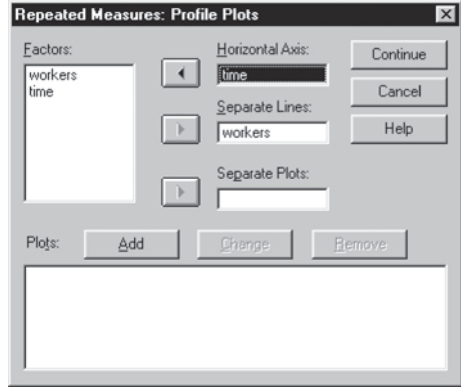 Repeated Measures: Profile Plots
Factors:
workers
time
Horizontal Axis:
time
Separate Lines:
workers
Separate Plots:
Continue
Cancel
Help
Plots:
Add
Change
Remove